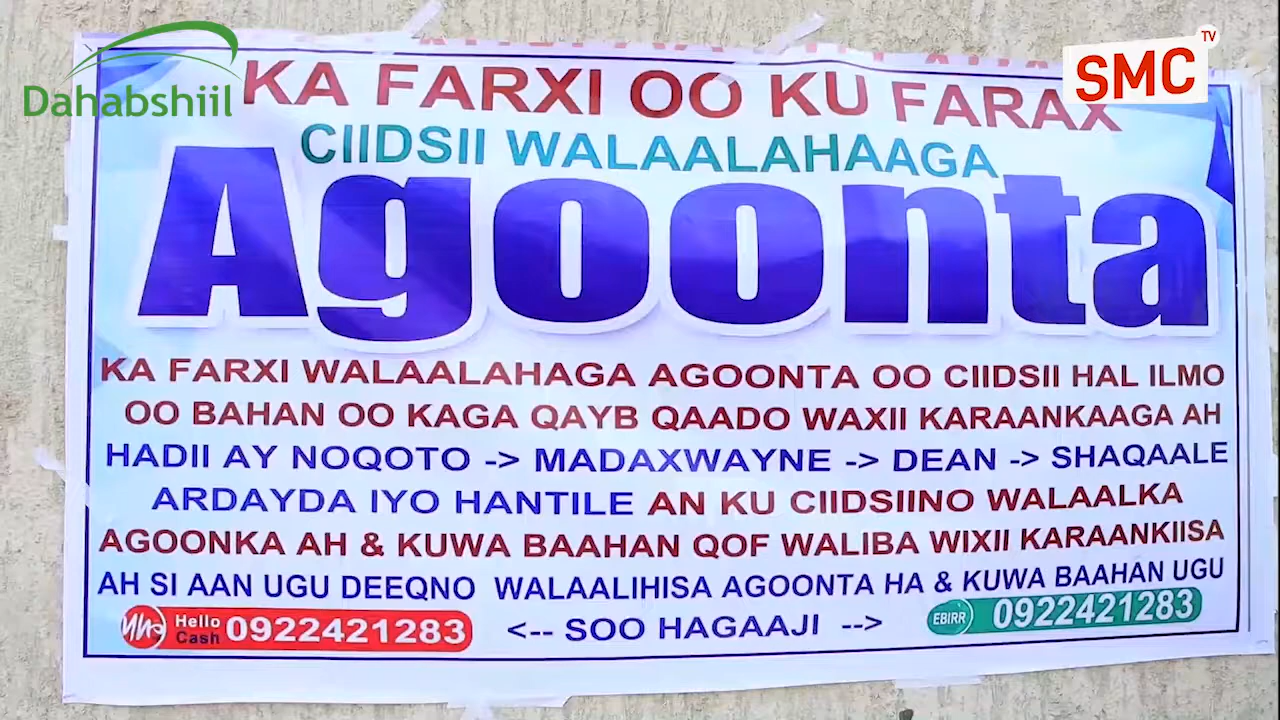 Dahabshiil
SMC TV
KA FARXI OO KU FARAX
CIIDSII WALAALAHAAGA
Agoonta
KA FARXI WALAALAHAGA AGOONTA OO CIIDSII HAL ILMO
OO BAHAN OO KAGA QAYB QAADO WAXII KARAANKAAGA AH
HADII AY NOQOTO -> MADAXWAYNE -> DEAN -> SHAQAALE
ARDAYDA IYO HANTILE AN KU CIIDSIINO WALAALKA
AGOONKA AH & KUWA BAAHAN QOF WALIBA WIXII KARAANKIISA
AH SI AAN UGU DEEQNO WALAALIHISA AGOONTA HA & KUWA BAAHAN UGU
Hello Cash 0922421283 <-- SOO HAGAAJI --> EBIRR 0922421283